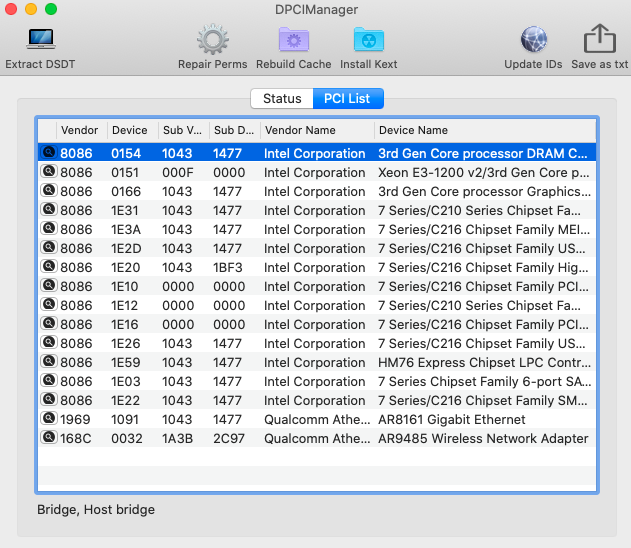 DPCIManager
Extract DSDT Repair Perms Rebuild Cache Install Kext Update IDs Save as txt
Status PCI List
Vendor Device Sub V... Sub D... Vendor Name Device Name
8086 0154 1043 1477 Intel Corporation 3rd Gen Core processor DRAM C...
8086 0151 000F 0000 Intel Corporation Xeon E3-1200 v2/3rd Gen Core p...
8086 0166 1043 1477 Intel Corporation 3rd Gen Core processor Graphics...
8086 1E31 1043 1477 Intel Corporation 7 Series/C210 Series Chipset Fa...
8086 1E3A 1043 1477 Intel Corporation 7 Series/C216 Chipset Family MEI...
8086 1E2D 1043 1477 Intel Corporation 7 Series/C216 Chipset Family US...
8086 1E20 1043 1BF3 Intel Corporation 7 Series/C216 Chipset Family Hig...
8086 1E10 0000 0000 Intel Corporation 7 Series/C216 Chipset Family PCI...
8086 1E12 0000 0000 Intel Corporation 7 Series/C210 Series Chipset Fa...
8086 1E16 0000 0000 Intel Corporation 7 Series/C216 Chipset Family PCI...
8086 1E26 1043 1477 Intel Corporation 7 Series/C216 Chipset Family US...
8086 1E59 1043 1477 Intel Corporation HM76 Express Chipset LPC Contr...
8086 1E03 1043 1477 Intel Corporation 7 Series Chipset Family 6-port SA...
8086 1E22 1043 1477 Intel Corporation 7 Series/C216 Chipset Family SM...
1969 1091 1043 1477 Qualcomm Athe... AR8161 Gigabit Ethernet
168C 0032 1A3B 2C97 Qualcomm Athe... AR9485 Wireless Network Adapter
Bridge, Host bridge